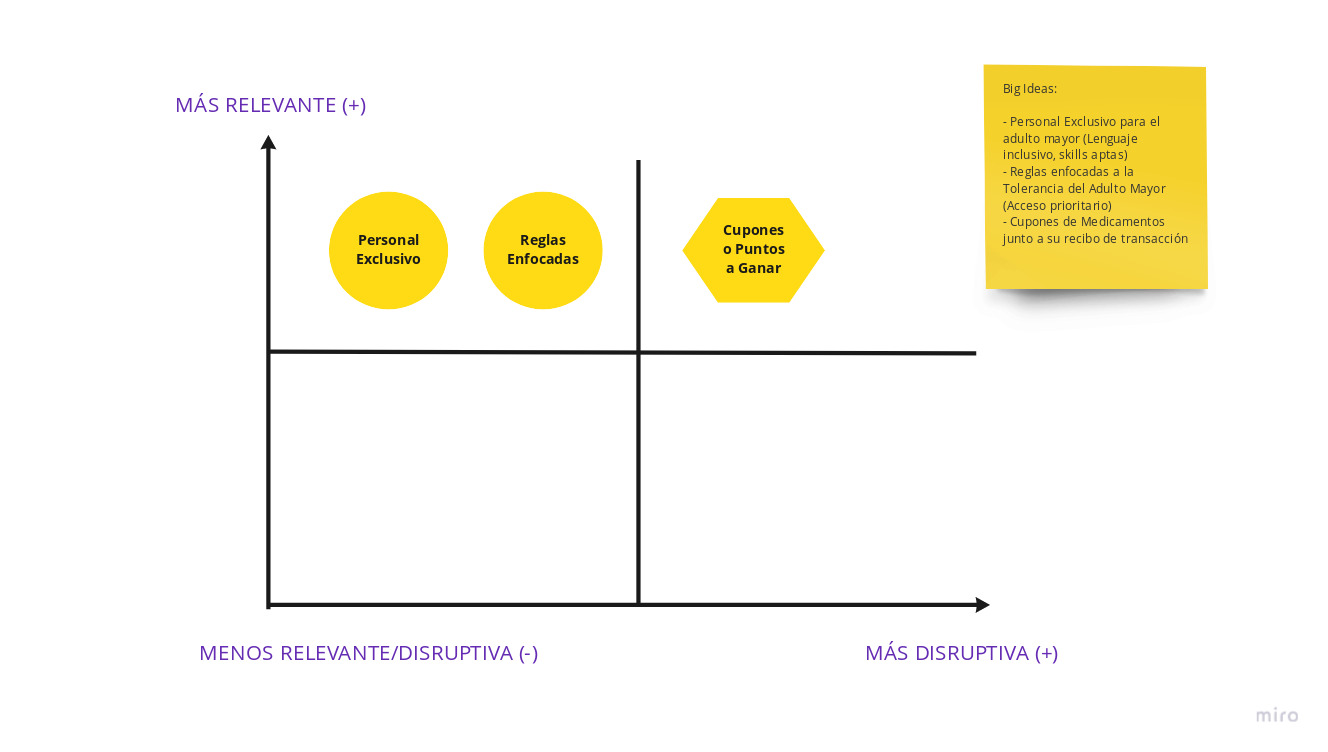 MÁS RELEVANTE (+)
Big Ideas:
- Personal Exclusivo para el
adulto mayor (Lenguaje
inclusivo, skills aptas)
- Reglas enfocadas a la
Tolerancia del Adulto Mayor
(Acceso prioritario)
- Cupones de Medicamentos
junto a su recibo de transacción
Personal
Exclusivo
Reglas
Enfocadas
Cupones
o Puntos
a Ganar
MENOS RELEVANTE/DISRUPTIVA (-)
MÁS DISRUPTIVA (+)
miro